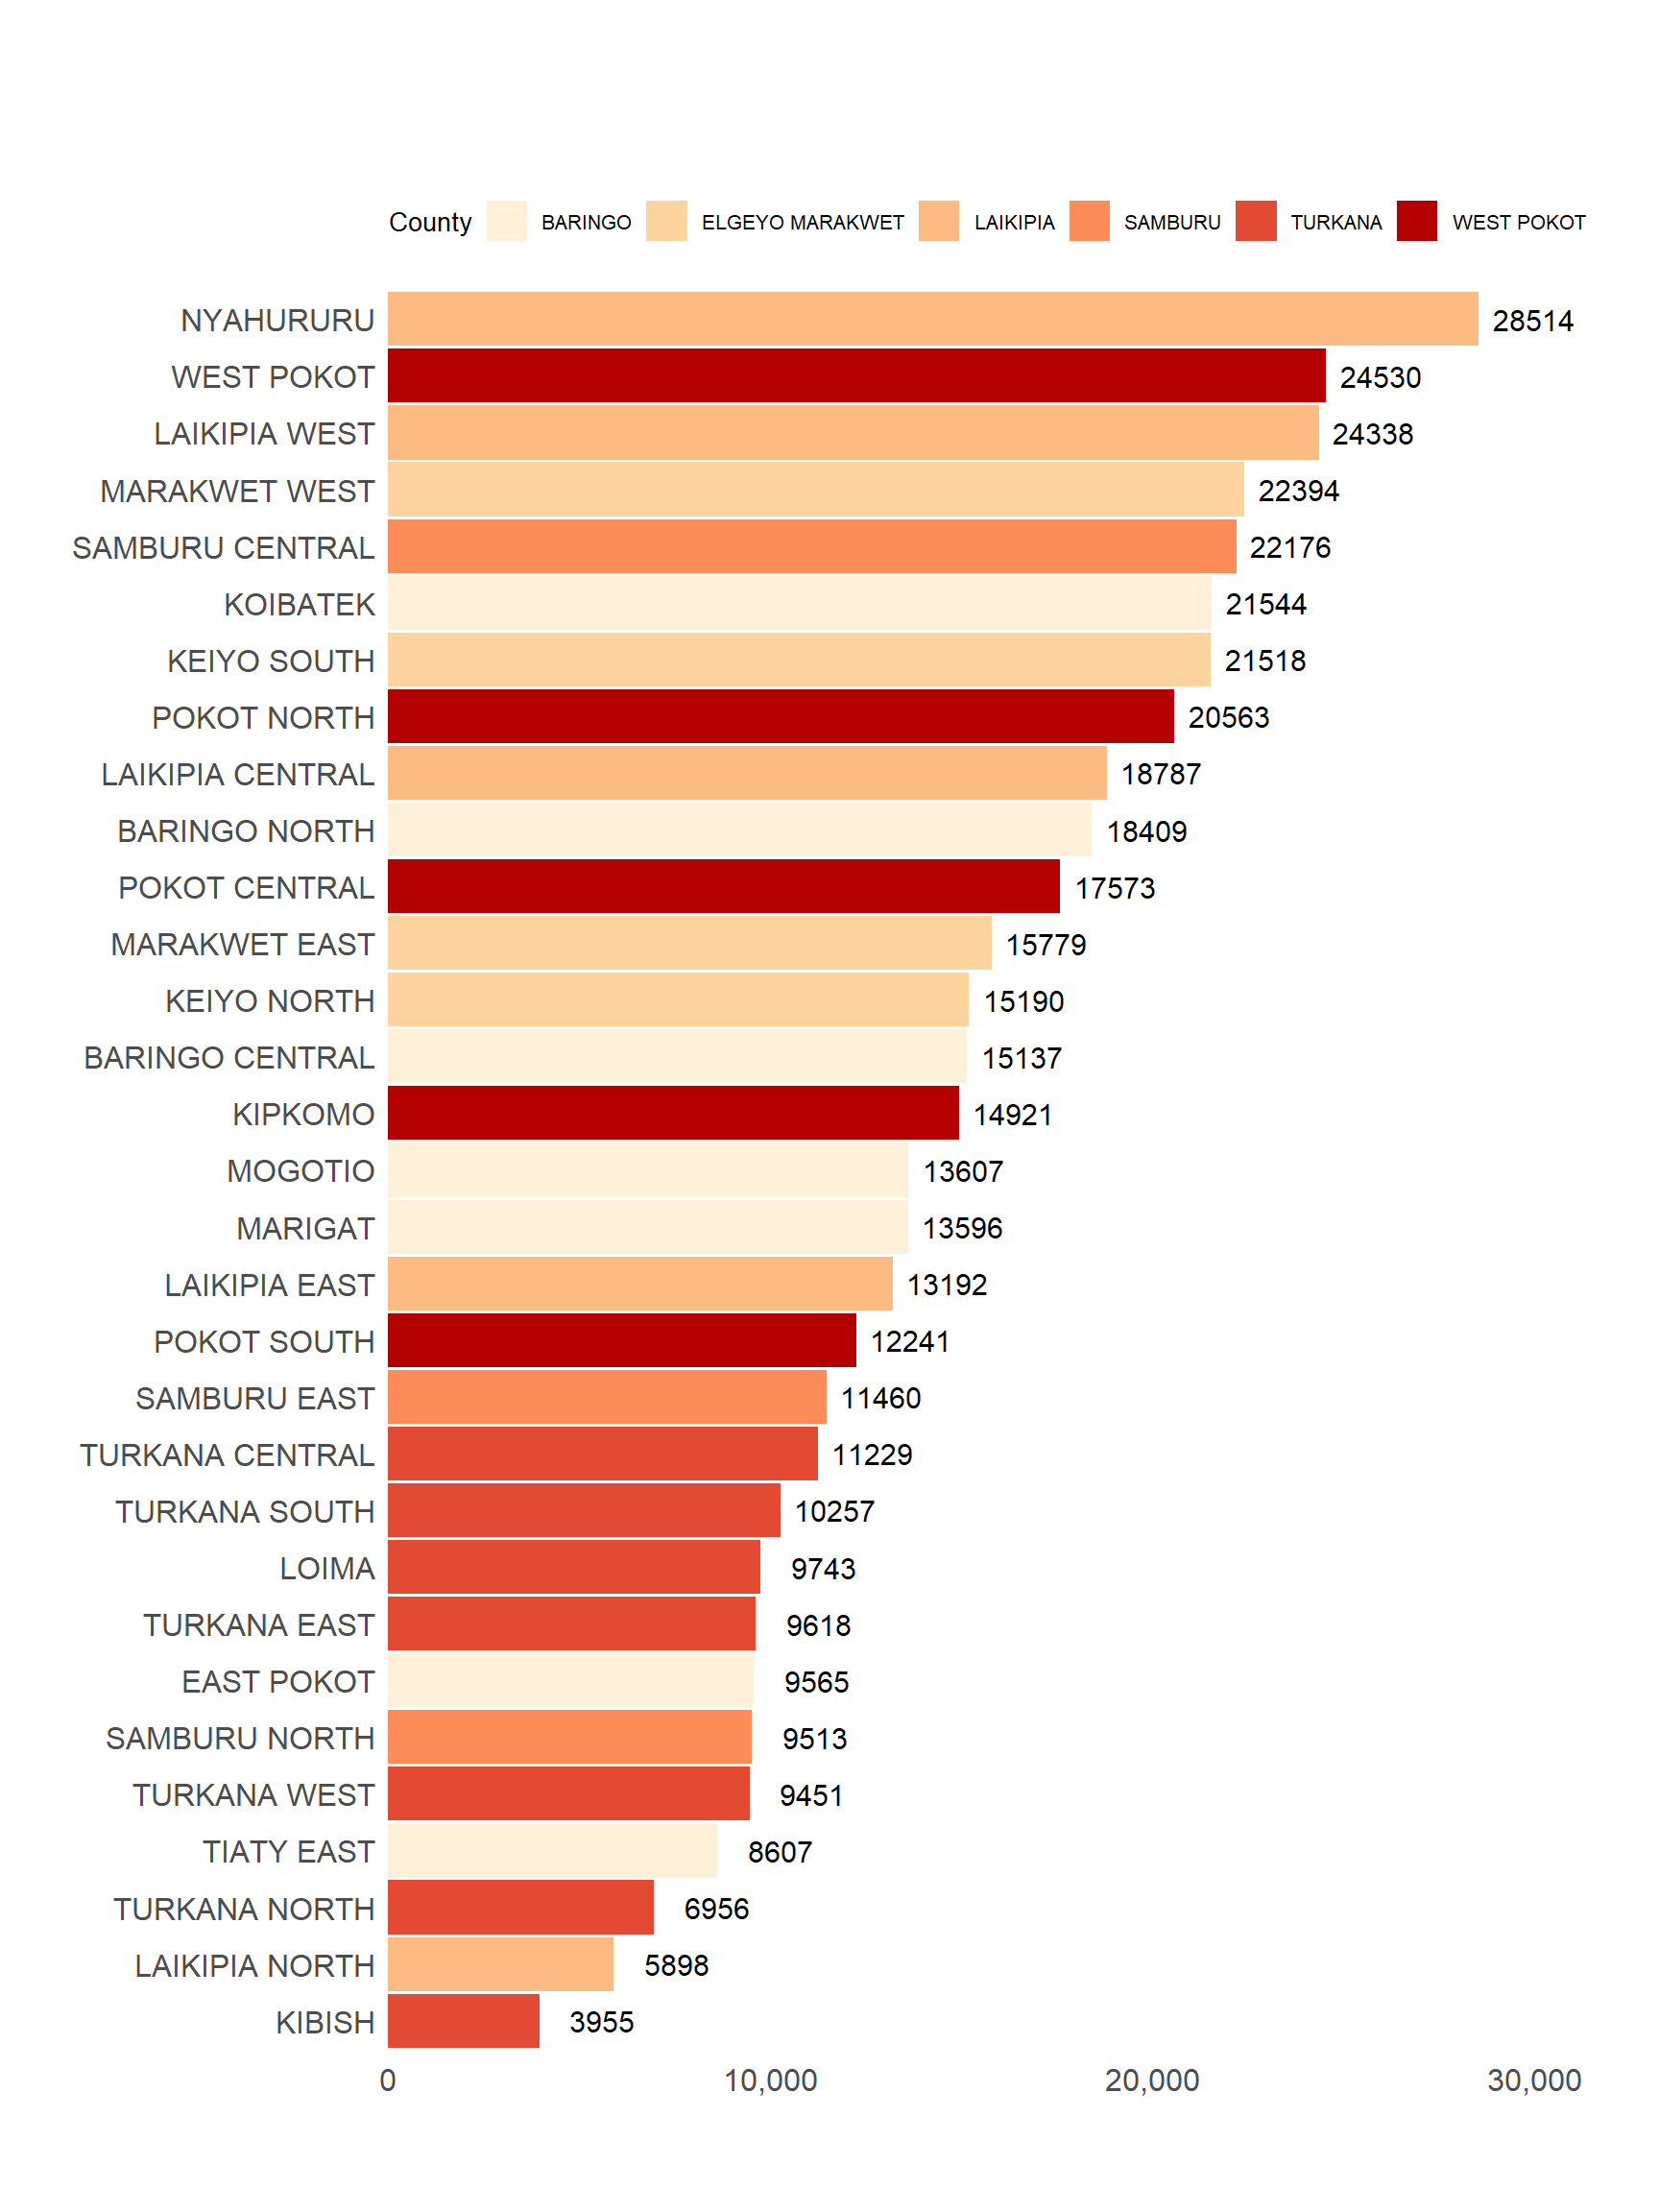 County BARINGO ELGEYO MARAKWET LAIKIPIA SAMBURU TURKANA WEST POKOT
NYAHURURU 28514
WEST POKOT 24530
LAIKIPIA WEST 24338
MARAKWET WEST 22394
SAMBURU CENTRAL 22176
KOIBATEK 21544
KEIYO SOUTH 21518
POKOT NORTH 20563
LAIKIPIA CENTRAL 18787
BARINGO NORTH 18409
POKOT CENTRAL 17573
MARAKWET EAST 15779
KEIYO NORTH 15190
BARINGO CENTRAL 15137
KIPKOMO 14921
MOGOTIO 13607
MARIGAT 13596
LAIKIPIA EAST 13192
POKOT SOUTH 12241
SAMBURU EAST 11460
TURKANA CENTRAL 11229
TURKANA SOUTH 10257
LOIMA 9743
TURKANA EAST 9618
EAST POKOT 9565
SAMBURU NORTH 9513
TURKANA WEST 9451
TIATY EAST 8607
TURKANA NORTH 6956
LAIKIPIA NORTH 5898
KIBISH 3955
0 10,000 20,000 30,000